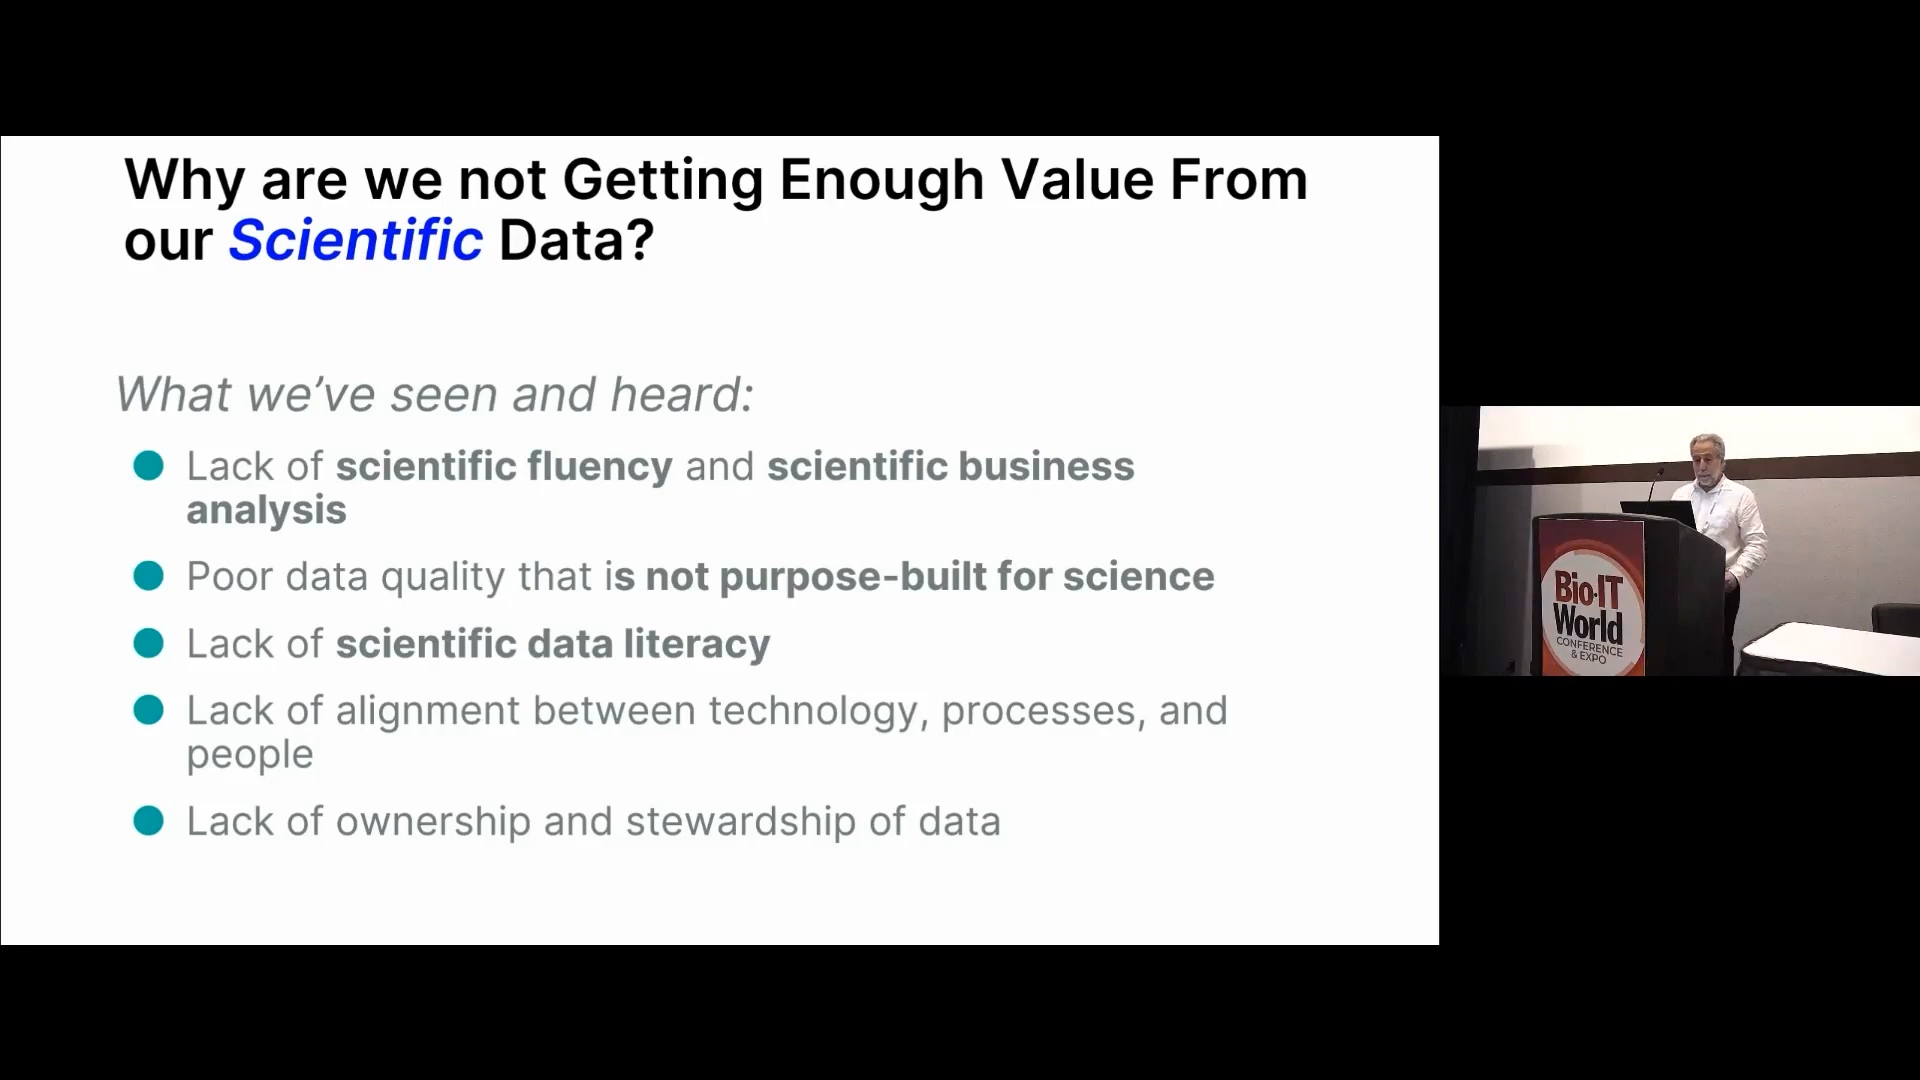 Why are we not Getting Enough Value From
our Scientific Data?
What we've seen and heard:
Lack of scientific fluency and scientific business
analysis
Poor data quality that is not purpose-built for science
Lack of scientific data literacy
Lack of alignment between technology, processes, and
people
Lack of ownership and stewardship of data
Bio-IT
World
CONFERENCE
& EXPO